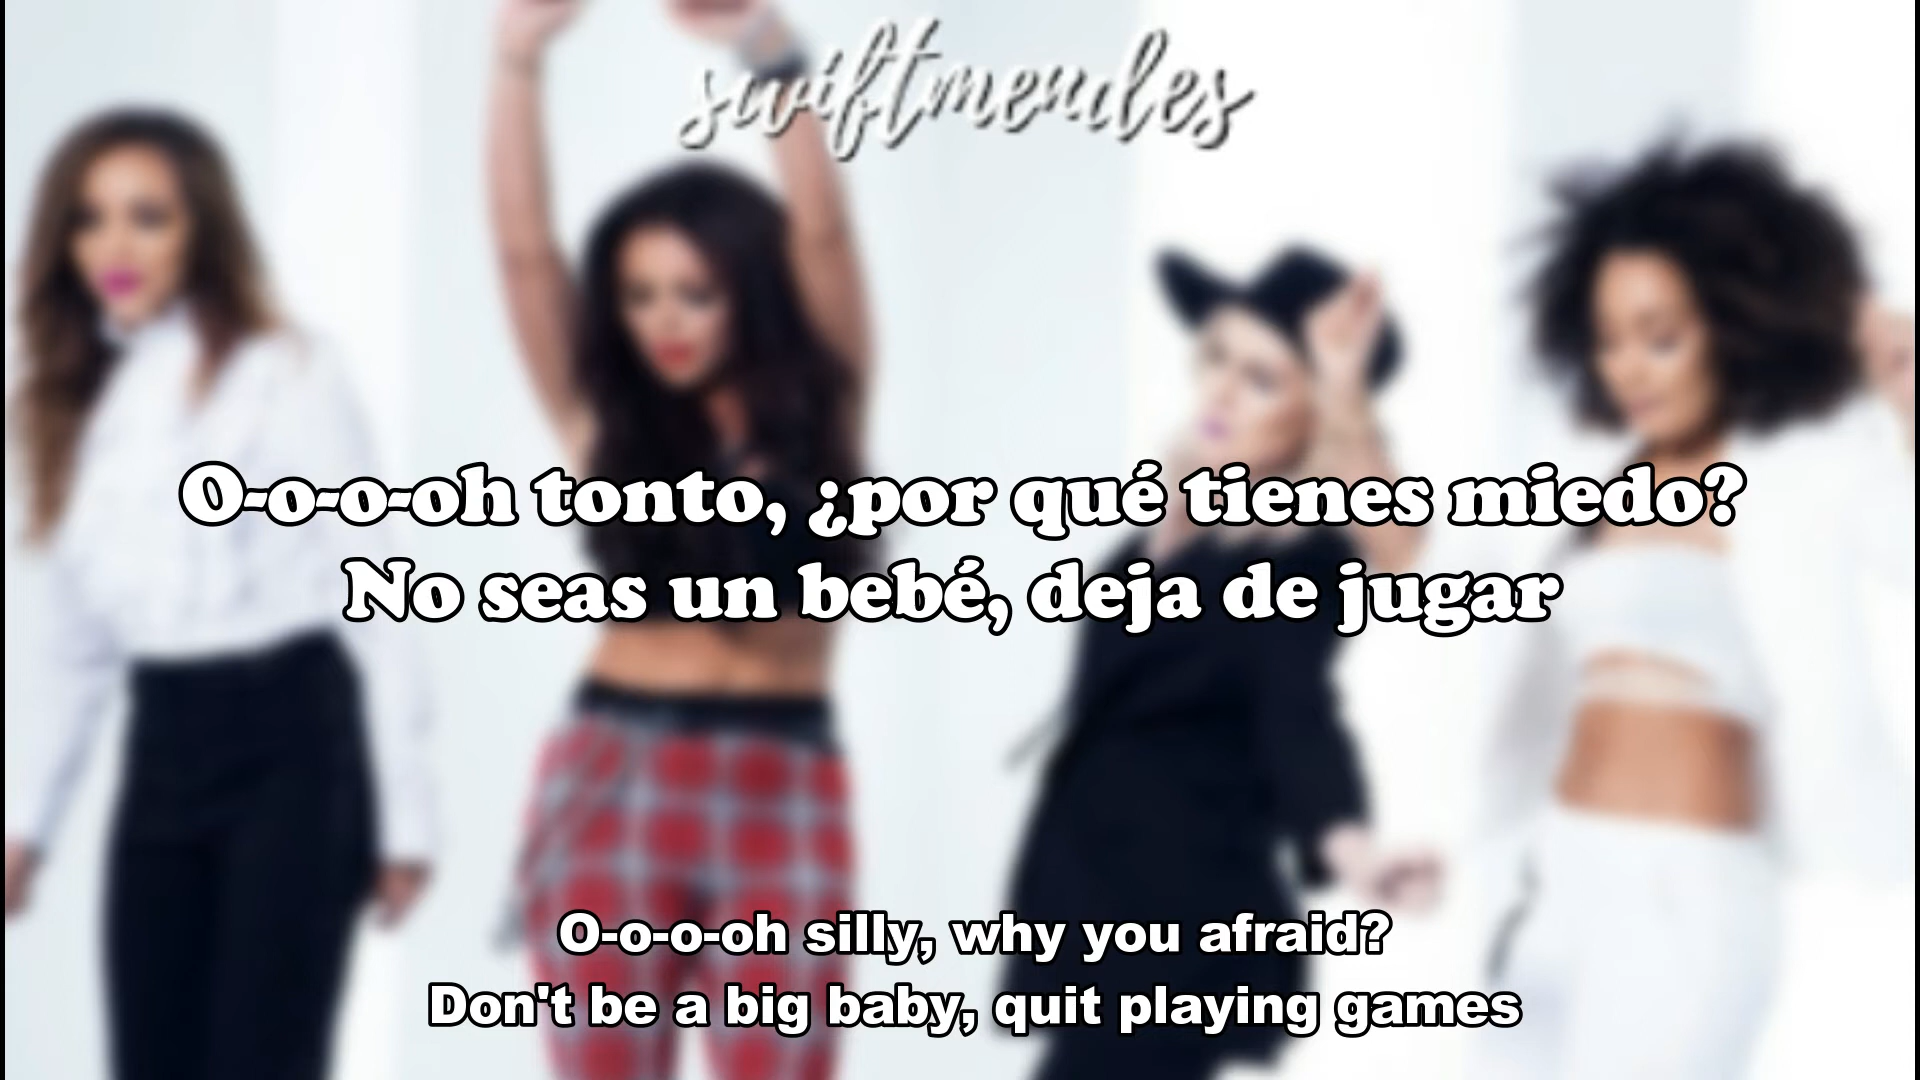 swiftmendes
O-o-o-oh tonto, ¿por qué tienes miedo?
No seas un bebé, deja de jugar
O-o-o-oh silly, why you afraid?
Don't be a big baby, quit playing games